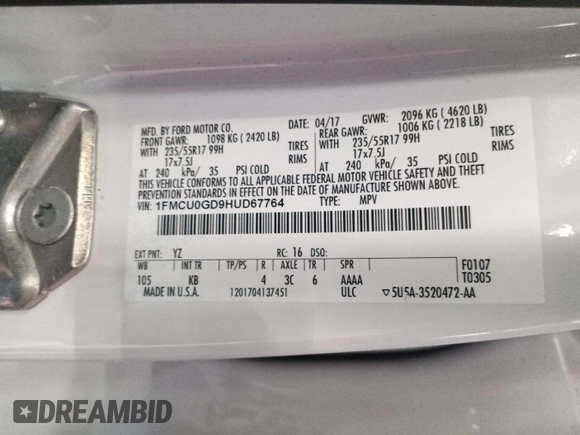 MFD. BY FORD MOTOR CO.
DATE: 04/17 GVWR: 2096 KG (4620 LB)
FRONT GAWR: 1098 KG (2420 LB) REAR GAWR: 1006 KG (2218 LB)
WITH 235/55R17 99H TIRES WITH 235/55R17 99H TIRES
17x7.5J RIMS 17x7.5J RIMS
AT 240 kPa/ 35 PSI COLD AT 240 kPa/ 35 PSI COLD
THIS VEHICLE CONFORMS TO ALL APPLICABLE FEDERAL MOTOR VEHICLE SAFETY AND THEFT
PREVENTION STANDARDS IN EFFECT ON THE DATE OF MANUFACTURE SHOWN ABOVE.
VIN: 1FMCU0GD9HUD67764 TYPE: MPV
EXT PNT: YZ RC: 16 DSO: F0107
WB INT TR TP/PS R AXLE TR SPR T0305
105 KB 4 3C 6 AAAA
MADE IN U.S.A. 1201704137451 ULC ▽5U5A-3520472-AA
DREAMBID